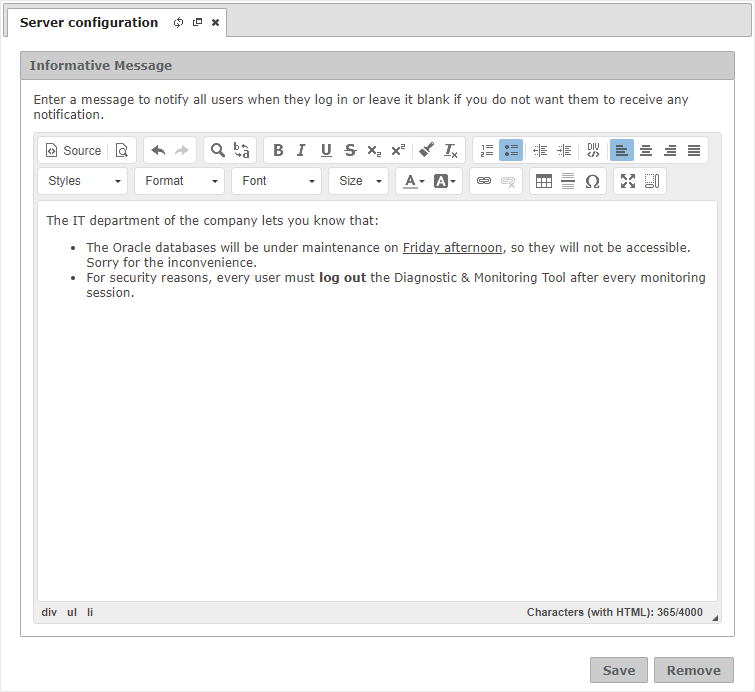 Server configuration
Informative Message
Enter a message to notify all users when they log in or leave it blank if you do not want them to receive any
notification.
Source
Styles Format Font Size
The IT department of the company lets you know that:
• The Oracle databases will be under maintenance on Friday afternoon, so they will not be accessible.
Sorry for the inconvenience.
• For security reasons, every user must log out the Diagnostic & Monitoring Tool after every monitoring
session.
div ul li Characters (with HTML): 365/4000
Save Remove